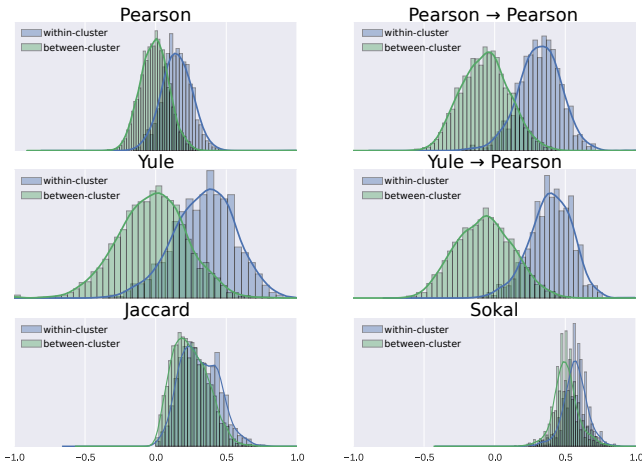 Pearson
within-cluster
between-cluster
Pearson → Pearson
within-cluster
between-cluster
Yule
within-cluster
between-cluster
Yule → Pearson
within-cluster
between-cluster
Jaccard
within-cluster
between-cluster
−1.0 −0.5 0.0 0.5 1.0
Sokal
within-cluster
between-cluster
−1.0 −0.5 0.0 0.5 1.0